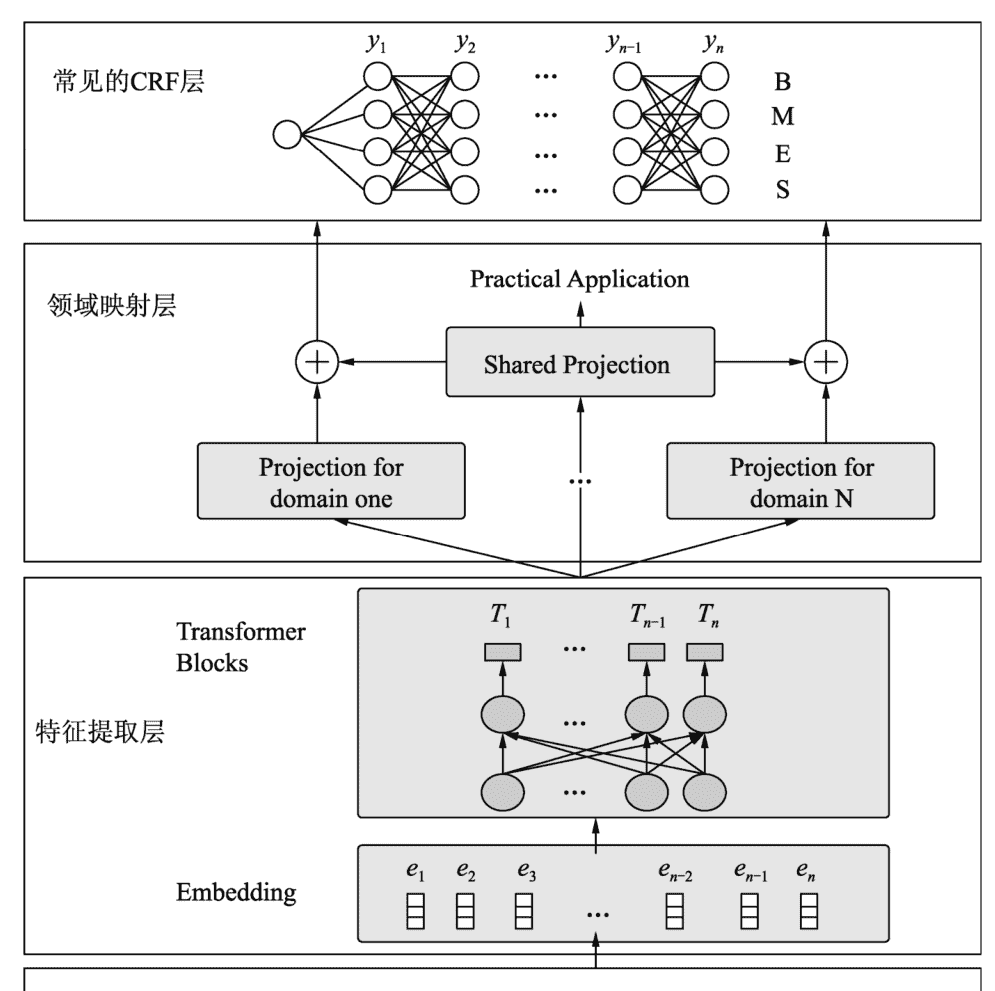 y1 y2 yn−1 yn
常见的CRF层
... B
... M
... E
... S
Practical Application
领域映射层
+ Shared Projection +
Projection for
domain one
...
Projection for
domain N
T1 Tn−1 Tn
Transformer
Blocks
...
特征提取层
...
...
e1 e2 e3 en−2 en−1 en
Embedding
...